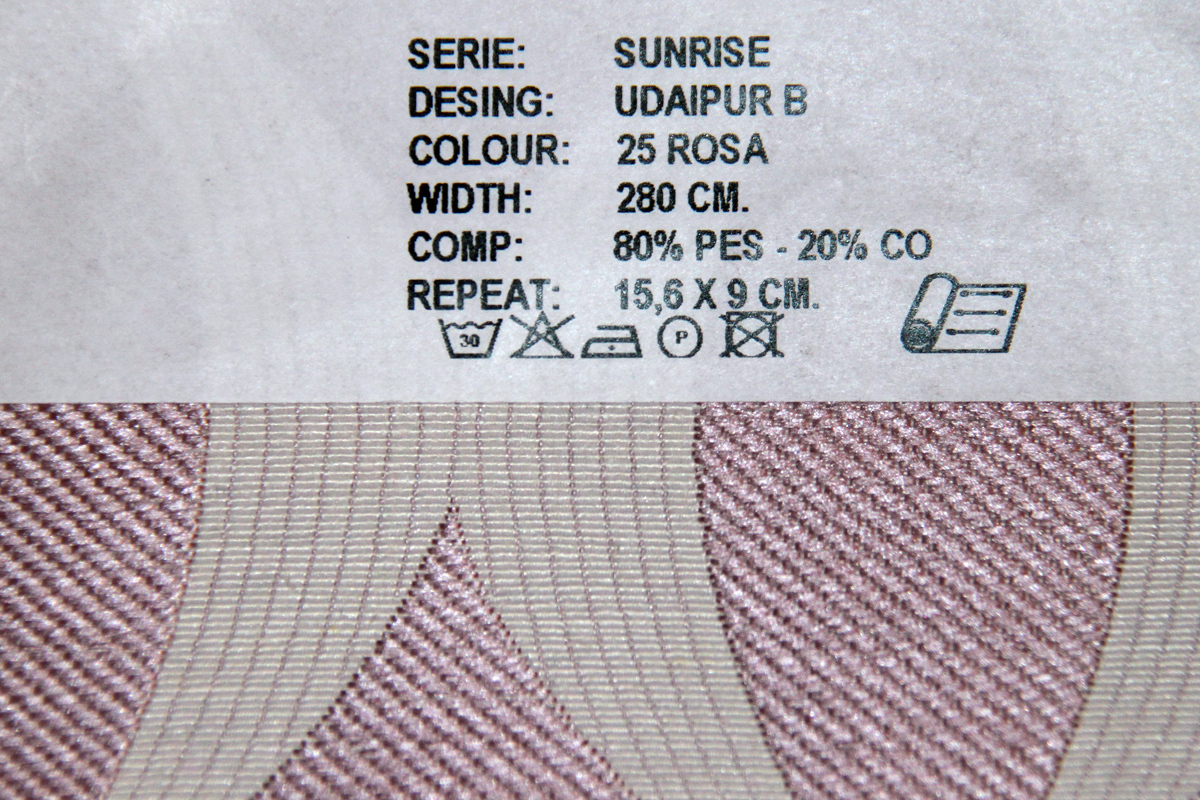 SERIE: SUNRISE
DESING: UDAIPUR B
COLOUR: 25 ROSA
WIDTH: 280 CM.
COMP: 80% PES - 20% CO
REPEAT: 15,6 X 9 CM.
30 P